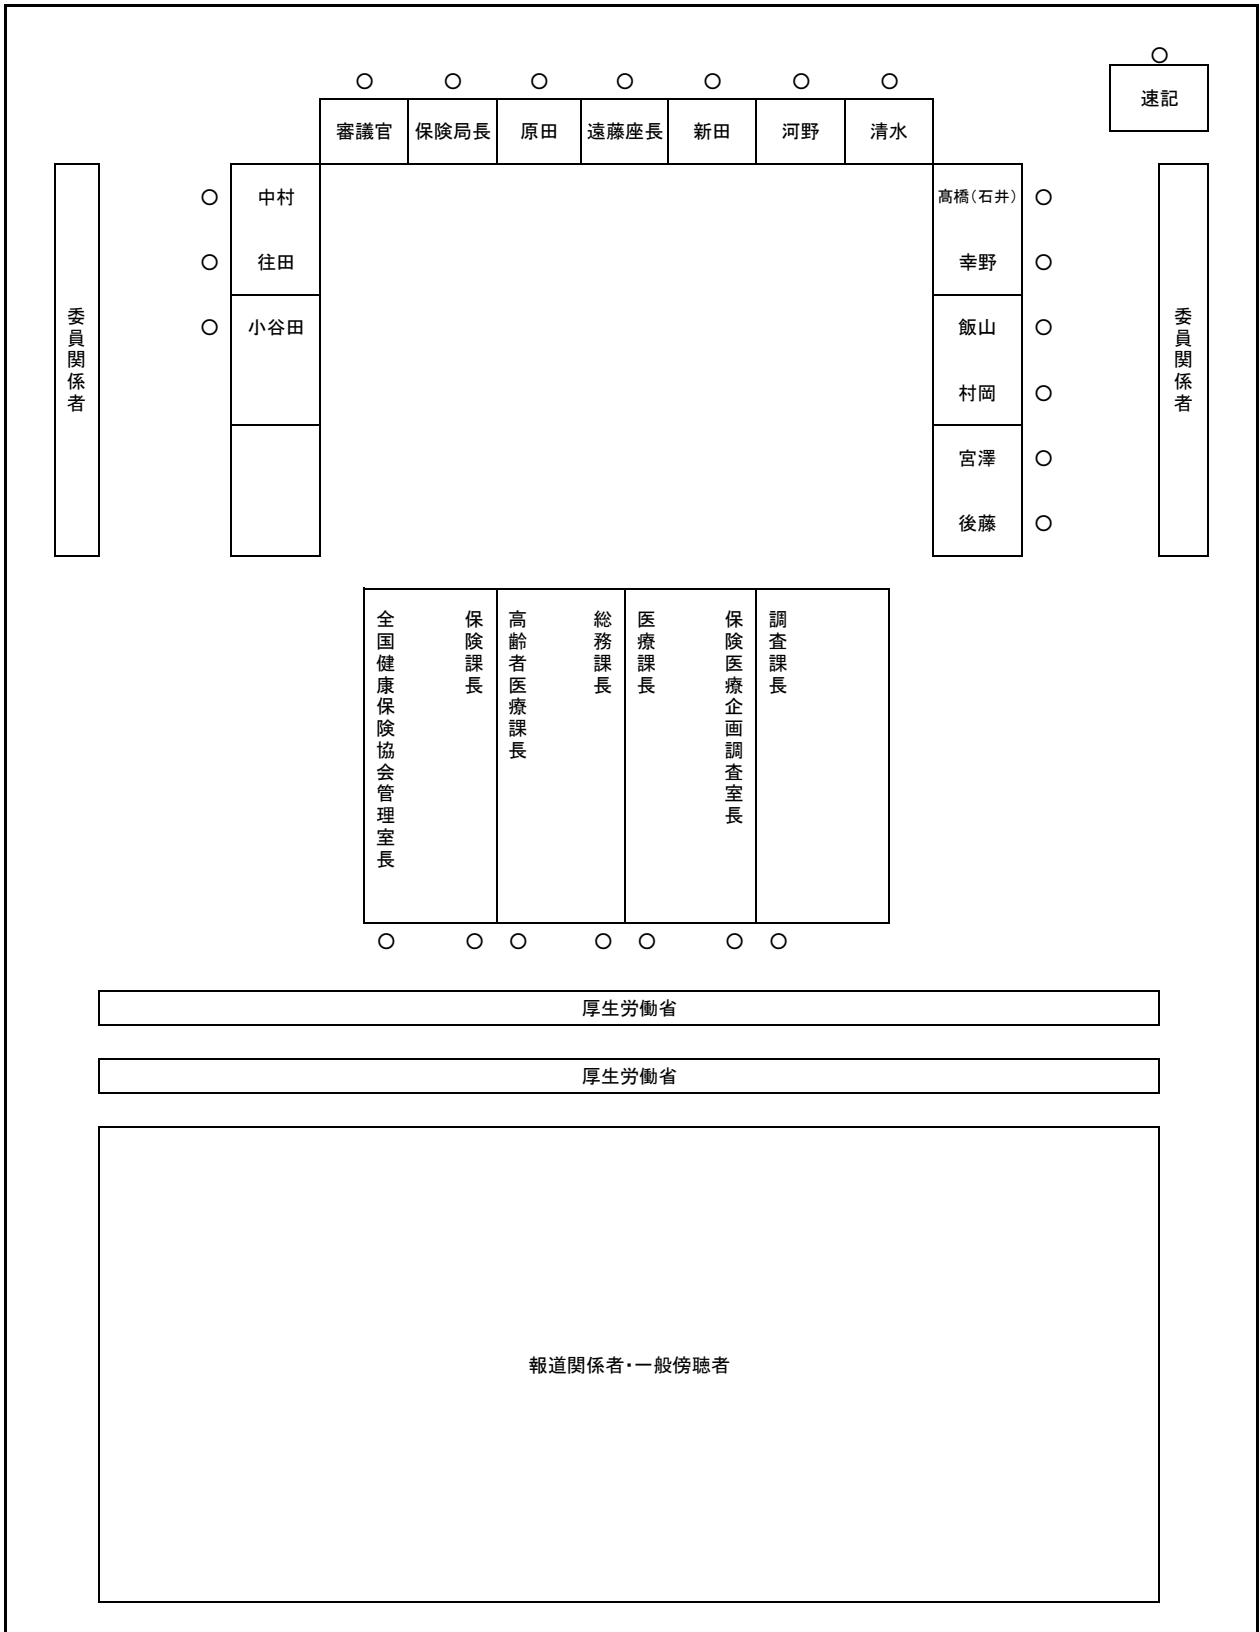 速記
審議官
保険局長
原田
遠藤座長
新田
河野
清水
中村
往田
小谷田
髙橋（石井）
幸野
飯山
村岡
宮澤
後藤
委員関係者
委員関係者
全国健康保険協会管理室長
保険課長
高齢者医療課長
総務課長
医療課長
保険医療企画調査室長
調査課長
厚生労働省
厚生労働省
報道関係者・一般傍聴者